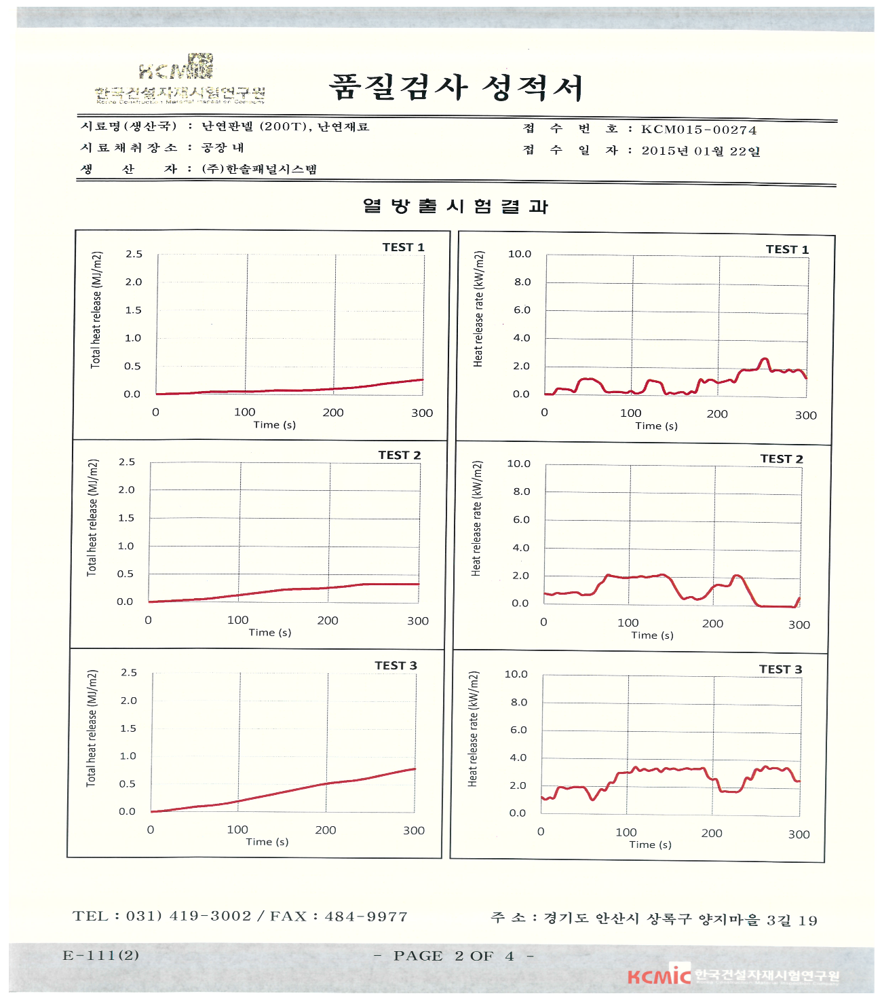 KCMIC
한국건설자재시험연구원
Korea Construction Material Inspection Company
품질검사 성적서
시료명(생산국) : 난연판넬 (200T), 난연재료
접 수 번 호 : KCM015-00274
시료채취장소 : 공장 내
접 수 일 자 : 2015년 01월 22일
생 산 자 : (주)한솔패널시스템
열방출시험결과
TEST 1
Total heat release (MJ/m2)
2.5
2.0
1.5
1.0
0.5
0.0
0 100 200 300
Time (s)
TEST 1
Heat release rate (kW/m2)
10.0
8.0
6.0
4.0
2.0
0.0
0 100 200 300
Time (s)
TEST 2
Total heat release (MJ/m2)
2.5
2.0
1.5
1.0
0.5
0.0
0 100 200 300
Time (s)
TEST 2
Heat release rate (kW/m2)
10.0
8.0
6.0
4.0
2.0
0.0
0 100 200 300
Time (s)
TEST 3
Total heat release (MJ/m2)
2.5
2.0
1.5
1.0
0.5
0.0
0 100 200 300
Time (s)
TEST 3
Heat release rate (kW/m2)
10.0
8.0
6.0
4.0
2.0
0.0
0 100 200 300
Time (s)
TEL : 031) 419-3002 / FAX : 484-9977
주 소 : 경기도 안산시 상록구 양지마을 3길 19
E-111(2)
- PAGE 2 OF 4 -
KCMIC 한국건설자재시험연구원